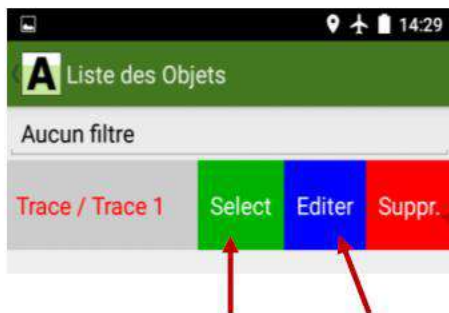 14:29
A Liste des Objets
Aucun filtre
Trace / Trace 1 Select Editer Suppr.